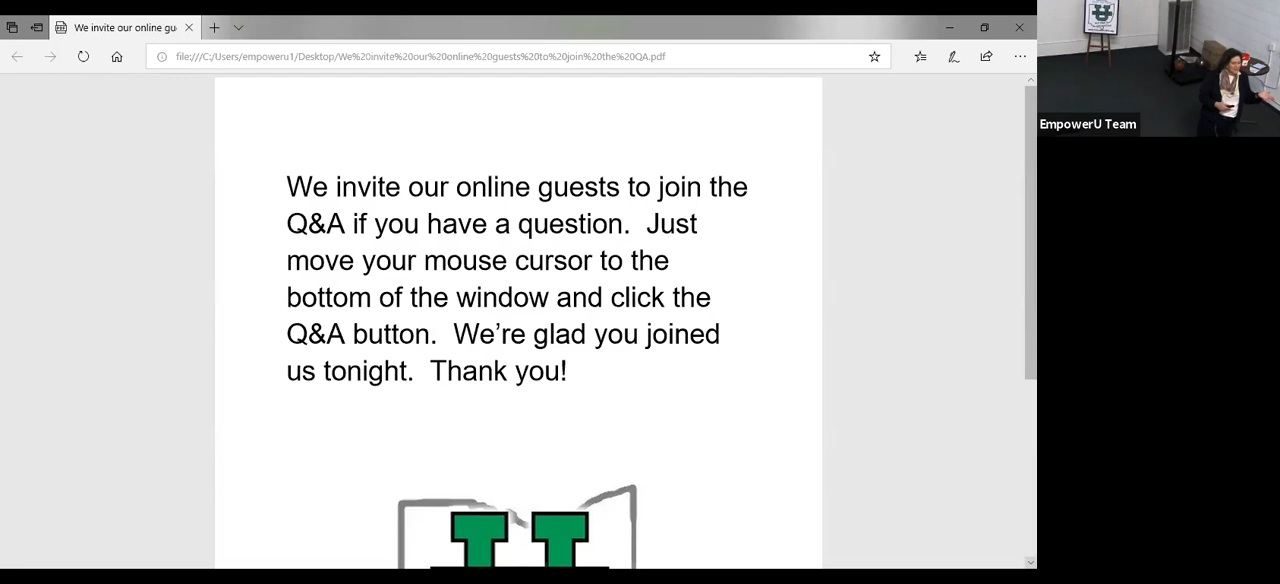 We invite our online gu
file:///C:/Users/empoweru1/Desktop/We%20invite%20our%20online%20guests%20to%20join%20the%20QA.pdf
We invite our online guests to join the
Q&A if you have a question.  Just
move your mouse cursor to the
bottom of the window and click the
Q&A button.  We’re glad you joined
us tonight.  Thank you!
U
EmpowerU Team